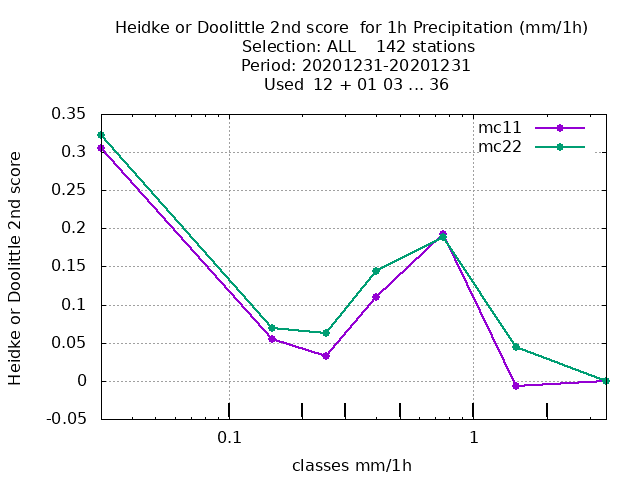 Heidke or Doolittle 2nd score  for 1h Precipitation (mm/1h)
Selection: ALL    142 stations
Period: 20201231-20201231
Used  12 + 01 03 ... 36
mc11
mc22
0.35
0.3
0.25
0.2
0.15
0.1
0.05
0
-0.05
Heidke or Doolittle 2nd score
0.1 1
classes mm/1h